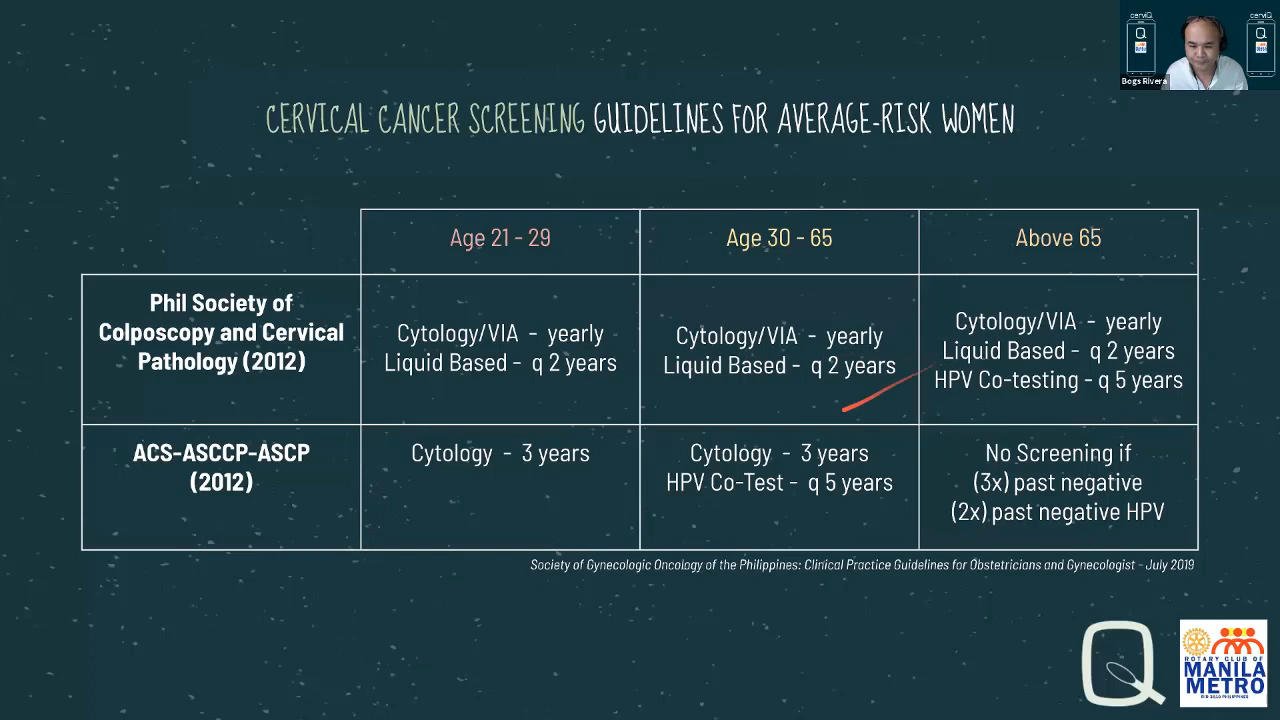 cerviQ
cerviQ
Q
Q
Bogs Rivera
CERVICAL CANCER SCREENING GUIDELINES FOR AVERAGE-RISK WOMEN
Age 21 - 29
Age 30 - 65
Above 65
Phil Society of
Colposcopy and Cervical
Pathology (2012)
Cytology/VIA - yearly
Liquid Based - q 2 years
Cytology/VIA - yearly
Liquid Based - q 2 years
Cytology/VIA - yearly
Liquid Based - q 2 years
HPV Co-testing - q 5 years
ACS-ASCCP-ASCP
(2012)
Cytology - 3 years
Cytology - 3 years
HPV Co-Test - q 5 years
No Screening if
(3x) past negative
(2x) past negative HPV
Society of Gynecologic Oncology of the Philippines: Clinical Practice Guidelines for Obstetricians and Gynecologist - July 2019
Q
ROTARY CLUB OF
MANILA
METRO